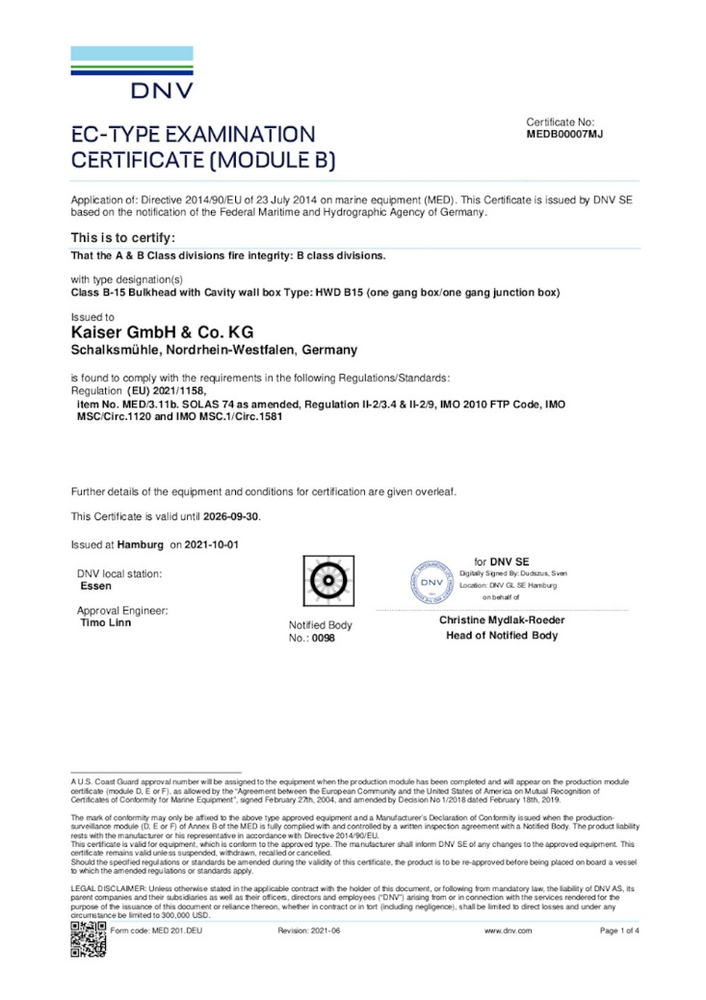 DNV
EC-TYPE EXAMINATION
CERTIFICATE (MODULE B)
Certificate No:
MEDB00007MJ
Application of: Directive 2014/90/EU of 23 July 2014 on marine equipment (MED). This Certificate is issued by DNV SE
based on the notification of the Federal Maritime and Hydrographic Agency of Germany.
This is to certify:
That the A & B Class divisions fire integrity: B class divisions.
with type designation(s)
Class B-15 Bulkhead with Cavity wall box Type: HWD B15 (one gang box/one gang junction box)
Issued to
Kaiser GmbH & Co. KG
Schalksmühle, Nordrhein-Westfalen, Germany
is found to comply with the requirements in the following Regulations/Standards:
Regulation (EU) 2021/1158,
item No. MED/3.11b. SOLAS 74 as amended, Regulation II-2/3.4 & II-2/9, IMO 2010 FTP Code, IMO
MSC/Circ.1120 and IMO MSC.1/Circ.1581
Further details of the equipment and conditions for certification are given overleaf.
This Certificate is valid until 2026-09-30.
Issued at Hamburg on 2021-10-01
DNV local station:
Essen
Approval Engineer:
Timo Linn
Notified Body
No.: 0098
DNV
for DNV SE
Digitally Signed By: Dudszus, Sven
Location: DNV GL SE Hamburg
on behalf of
Christine Mydlak-Roeder
Head of Notified Body
A U.S. Coast Guard approval number will be assigned to the equipment when the production module has been completed and will appear on the production module
certificate (module D, E or F), as allowed by the "Agreement between the European Community and the United States of America on Mutual Recognition of
Certificates of Conformity for Marine Equipment", signed February 27th, 2004, and amended by Decision No 1/2018 dated February 18th, 2019.
The mark of conformity may only be affixed to the above type approved equipment and a Manufacturer's Declaration of Conformity issued when the production-
surveillance module (D, E or F) of Annex B of the MED is fully complied with and controlled by a written inspection agreement with a Notified Body. The product liability
rests with the manufacturer or his representative in accordance with Directive 2014/90/EU.
This certificate is valid for equipment, which is conform to the approved type. The manufacturer shall inform DNV SE of any changes to the approved equipment. This
certificate remains valid unless suspended, withdrawn, recalled or cancelled.
Should the specified regulations or standards be amended during the validity of this certificate, the product is to be re-approved before being placed on board a vessel
to which the amended regulations or standards apply.
LEGAL DISCLAIMER: Unless otherwise stated in the applicable contract with the holder of this document, or following from mandatory law, the liability of DNV AS, its
parent companies and their subsidiaries as well as their officers, directors and employees ("DNV") arising from or in connection with the services rendered for the
purpose of the issuance of this document or reliance thereon, whether in contract or in tort (including negligence), shall be limited to direct losses and under any
circumstance be limited to 300,000 USD.
Form code: MED 201.DEU
Revision: 2021-06
www.dnv.com
Page 1 of 4